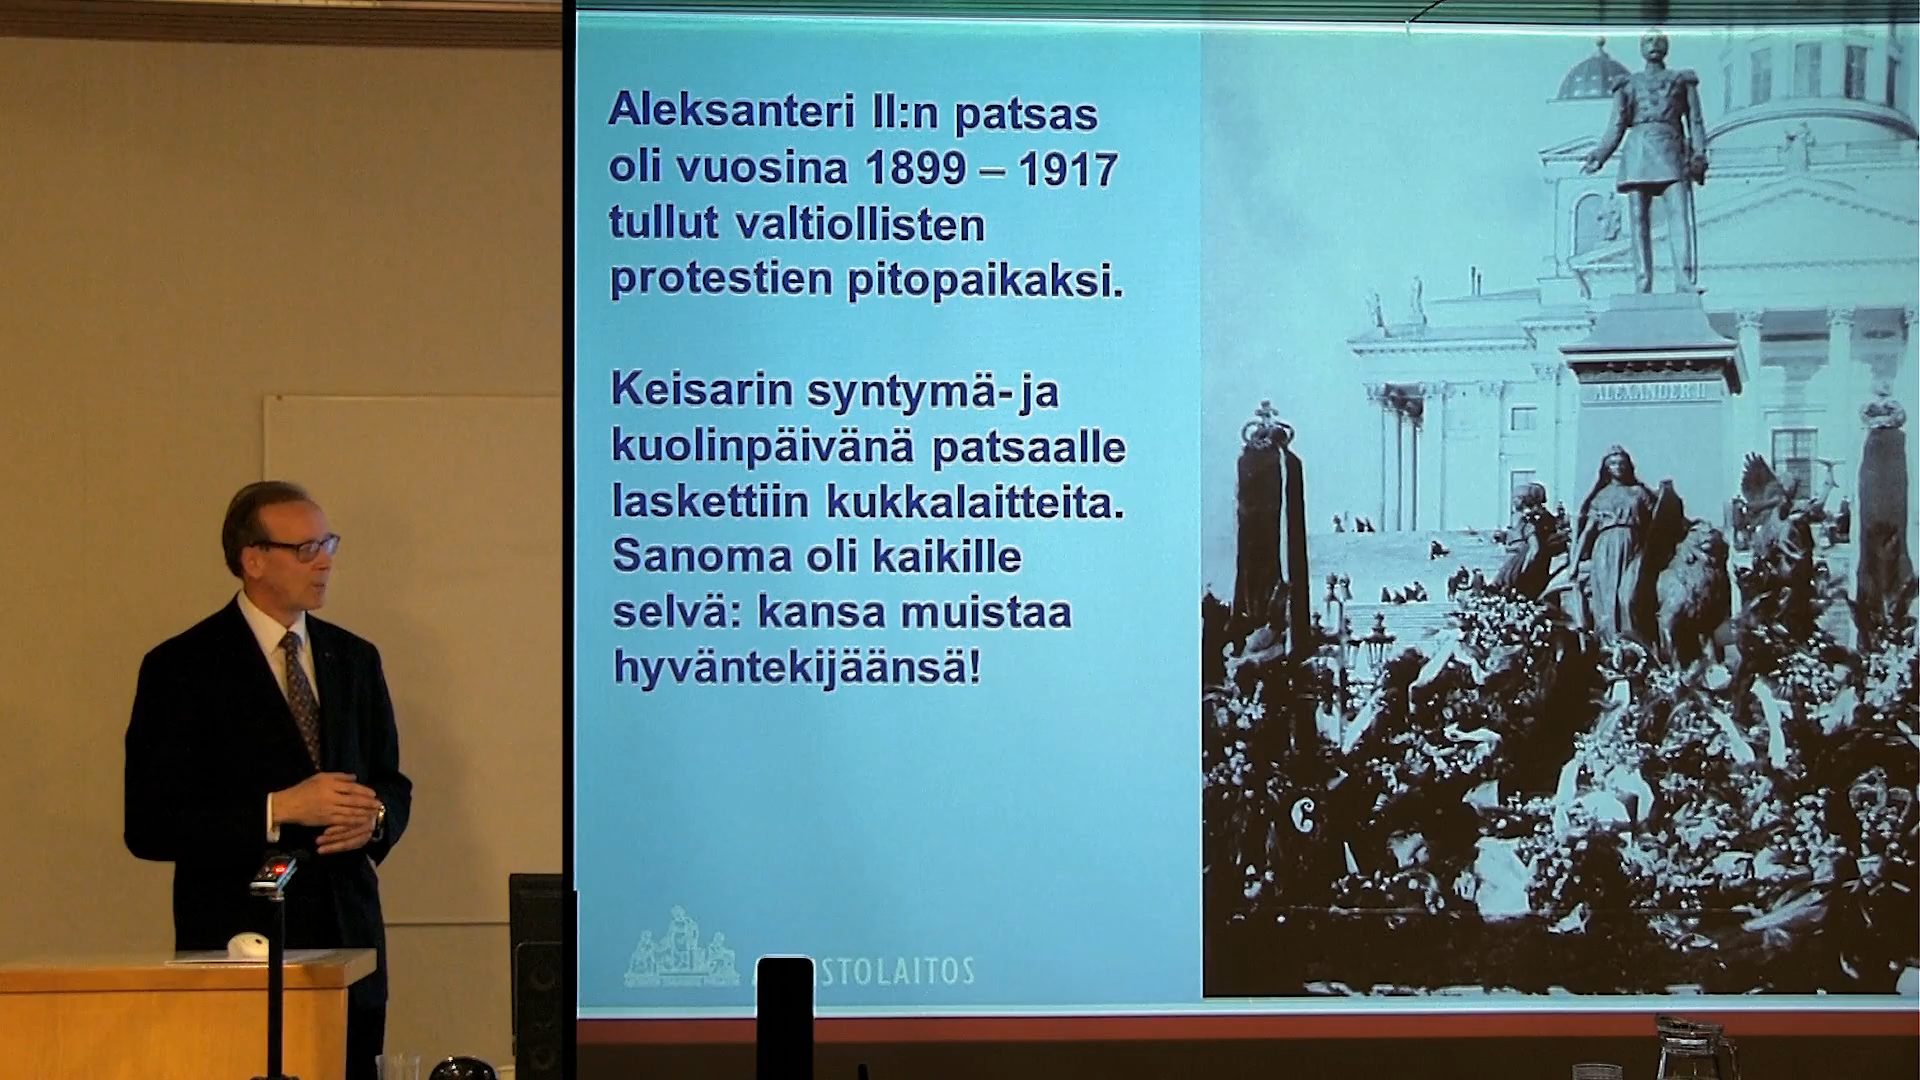 Aleksanteri II:n patsas
oli vuosina 1899 – 1917
tullut valtiollisten
protestien pitopaikaksi.
Keisarin syntymä- ja
kuolinpäivänä patsaalle
laskettiin kukkalaitteita.
Sanoma oli kaikille
selvä: kansa muistaa
hyväntekijäänsä!
ALEXANDER II